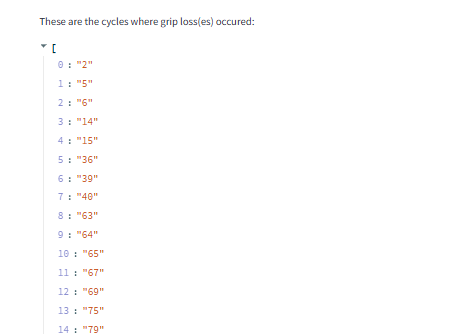 These are the cycles where grip loss(es) occured:
[
0 : "2"
1 : "5"
2 : "6"
3 : "14"
4 : "15"
5 : "36"
6 : "39"
7 : "40"
8 : "63"
9 : "64"
10 : "65"
11 : "67"
12 : "69"
13 : "75"
14 : "79"